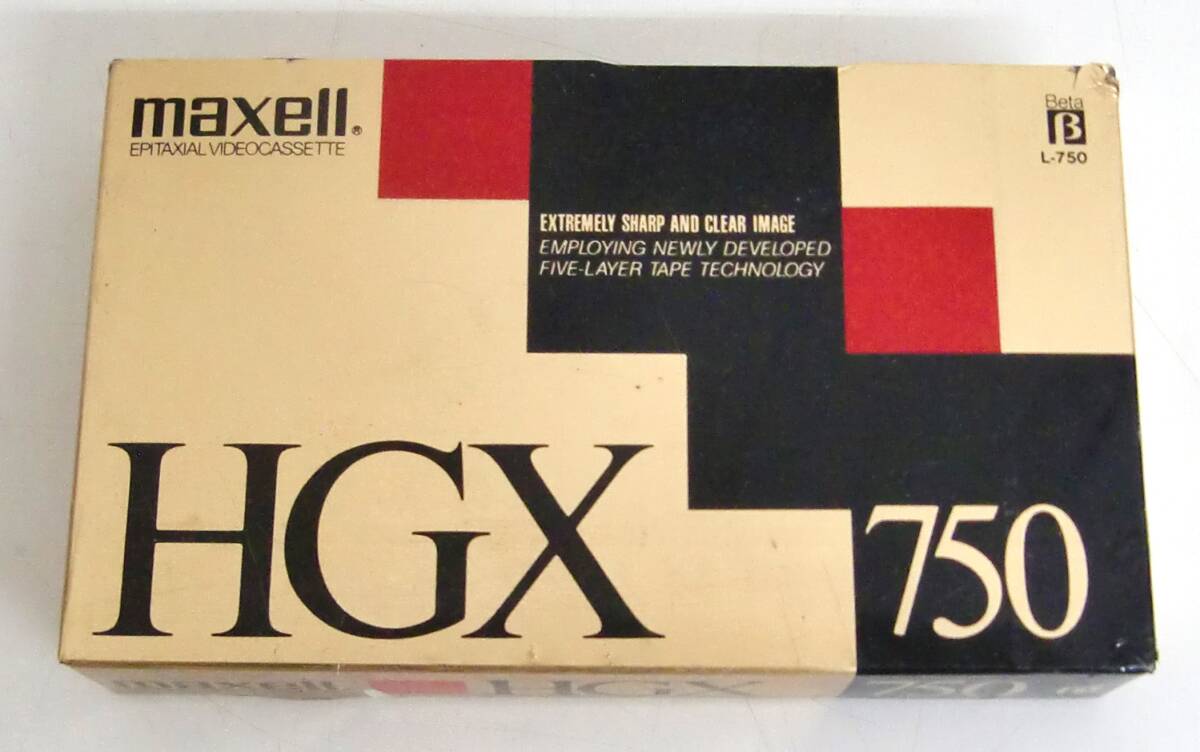 maxell®
EPITAXIAL VIDEOCASSETTE
Beta
β
L-750
EXTREMELY SHARP AND CLEAR IMAGE
EMPLOYING NEWLY DEVELOPED
FIVE-LAYER TAPE TECHNOLOGY
HGX
750
maxell HGX 750